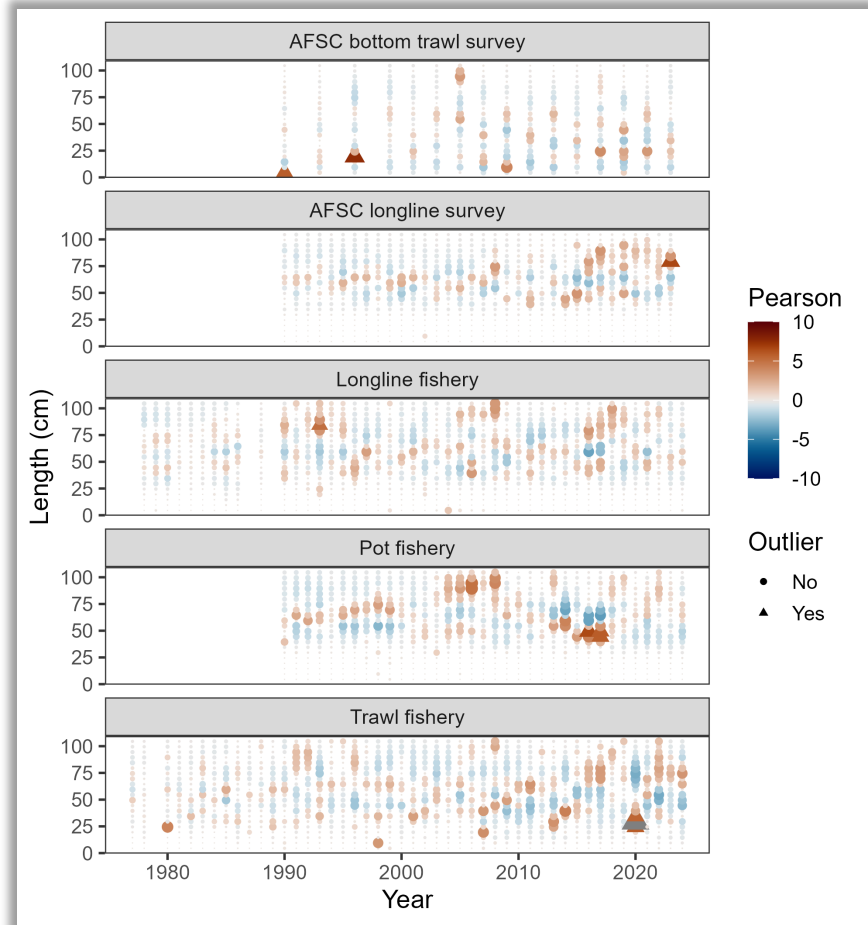 AFSC bottom trawl survey
100
75
50
25
0
AFSC longline survey
100
75
50
25
0
Longline fishery
100
75
50
25
0
Pot fishery
100
75
50
25
0
Trawl fishery
100
75
50
25
0
1980 1990 2000 2010 2020
Year
Length (cm)
Pearson
10
5
0
-5
-10
Outlier
No
Yes